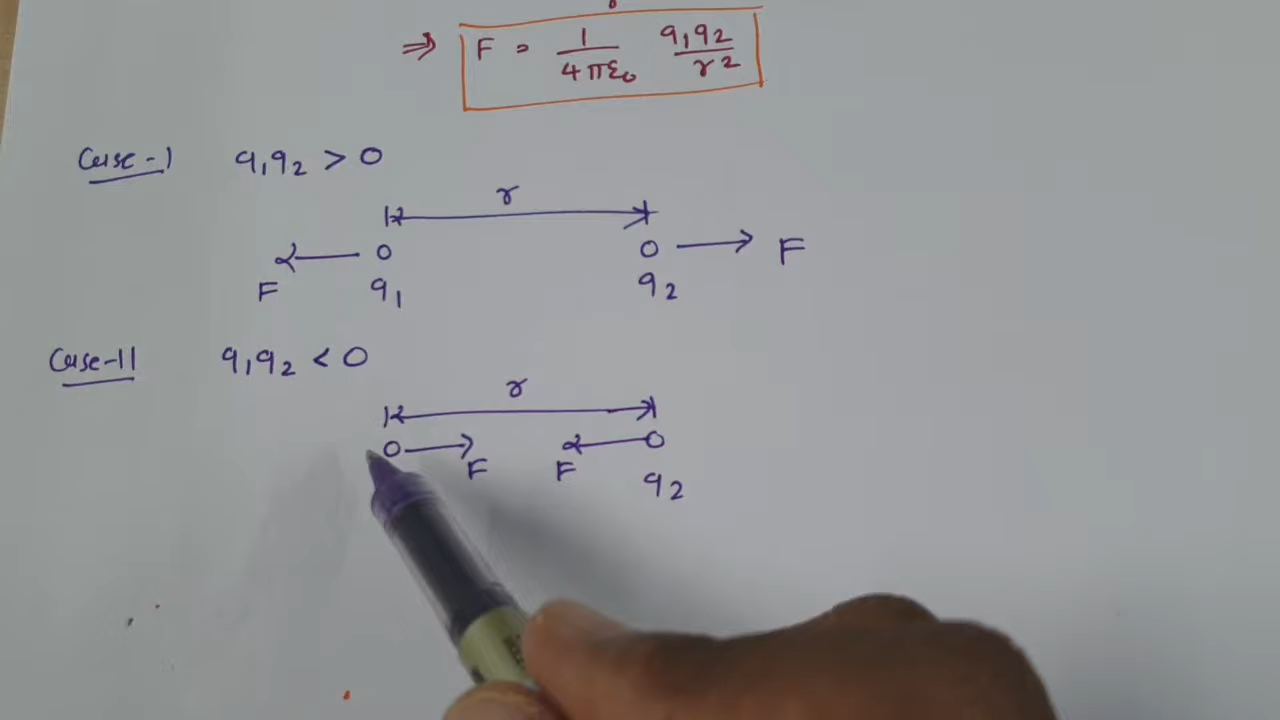 ⇒ F = 1/4πε₀ q₁q₂/r²
Case-I q₁q₂ > 0
r
F q₁ q₂ F
Case-II q₁q₂ < 0
r
F F
q₂